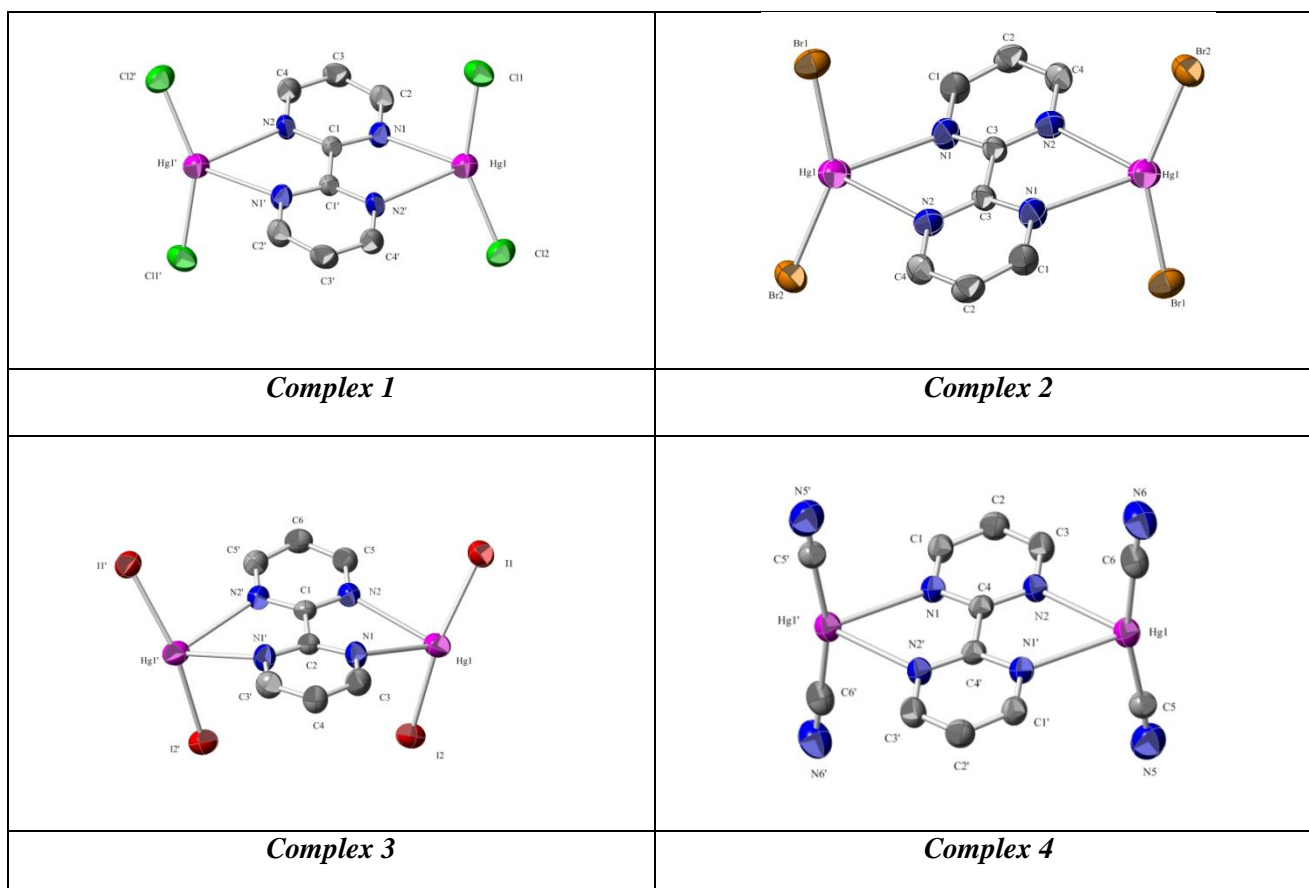 C3
Cl2' C4 Cl1
C2
N2 C1 N1
Hg1' Hg1
N1' C1' N2'
C2' C4' Cl2
Cl1' C3'
Complex 1
C2
Br1 Br2
C1 C4
C3
N1 N2
Hg1 Hg1
N2 C3 N1
C4 C1
Br2 C2 Br1
Complex 2
C6
I1' C5' C5 I1
N2' C1 N2
Hg1' N1' C2 N1 Hg1
C3' C3
C4
I2' I2
Complex 3
N5' N6
C2
C5' C1 C3 C6
C4
N1 N2
Hg1' Hg1
N2' N1'
C6' C4' C5
C3' C1'
N6' C2' N5
Complex 4